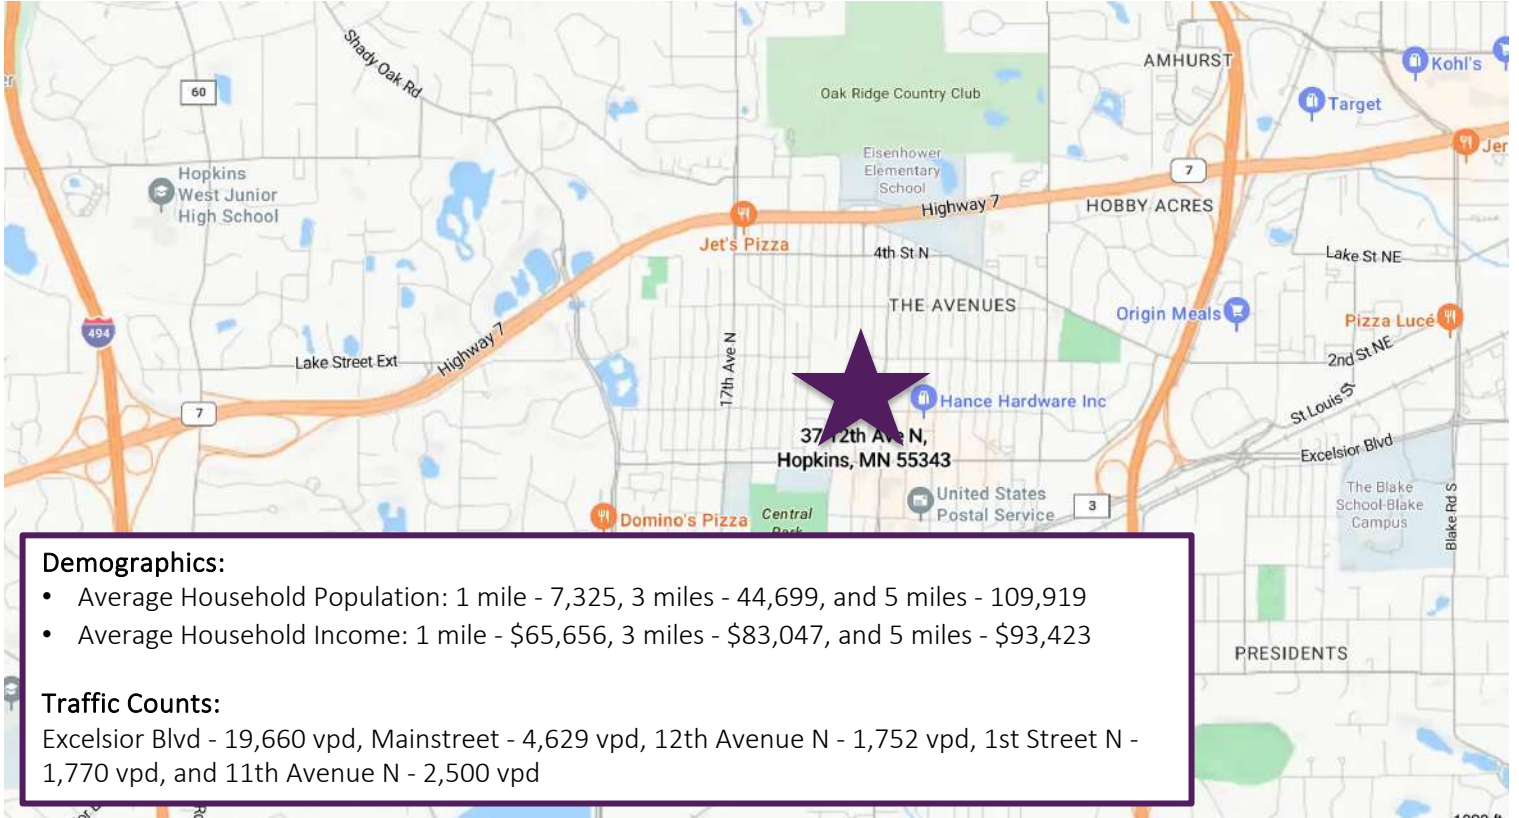 Shady Oak Rd
AMHURST
Kohl's
60
Oak Ridge Country Club
Target
Jer
Eisenhower
Elementary
School
7
Hopkins
West Junior
High School
Highway 7
HOBBY ACRES
Jet's Pizza
4th St N
Lake St NE
THE AVENUES
Origin Meals
Pizza Lucé
494
Highway 7
17th Ave N
2nd St NE
Lake Street Ext
Hance Hardware Inc
St Louis St
7
37 12th Ave N,
Hopkins, MN 55343
Excelsior Blvd
United States
Postal Service
3
The Blake
School-Blake
Campus
Blake Rd S
Domino's Pizza
Central
Park
Demographics:
• Average Household Population: 1 mile - 7,325, 3 miles - 44,699, and 5 miles - 109,919
• Average Household Income: 1 mile - $65,656, 3 miles - $83,047, and 5 miles - $93,423
PRESIDENTS
Traffic Counts:
Excelsior Blvd - 19,660 vpd, Mainstreet - 4,629 vpd, 12th Avenue N - 1,752 vpd, 1st Street N -
1,770 vpd, and 11th Avenue N - 2,500 vpd